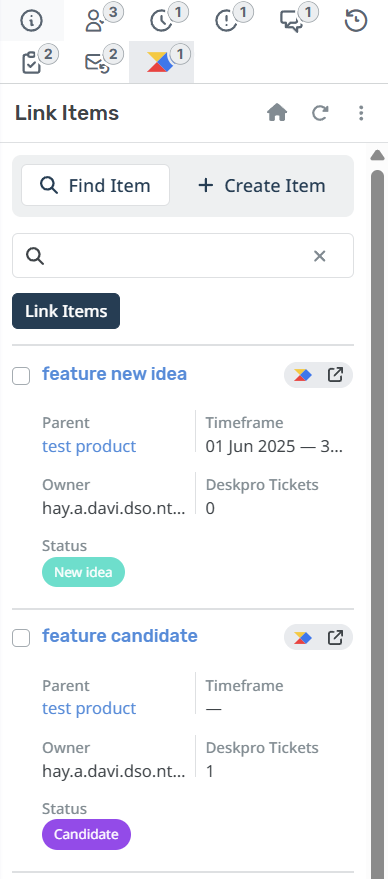 3 1 1 1
2 2 1
Link Items
Find Item Create Item
Link Items
feature new idea
Parent Timeframe
test product 01 Jun 2025 — 3...
Owner Deskpro Tickets
hay.a.davi.dso.nt... 0
Status
New idea
feature candidate
Parent Timeframe
test product —
Owner Deskpro Tickets
hay.a.davi.dso.nt... 1
Status
Candidate